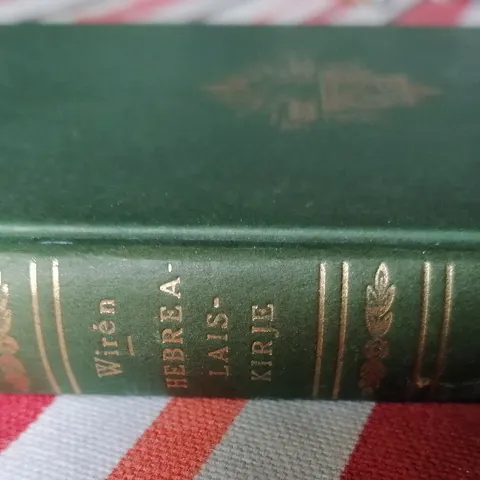 Wirén
HEBREA-
LAIS-
KIRJE